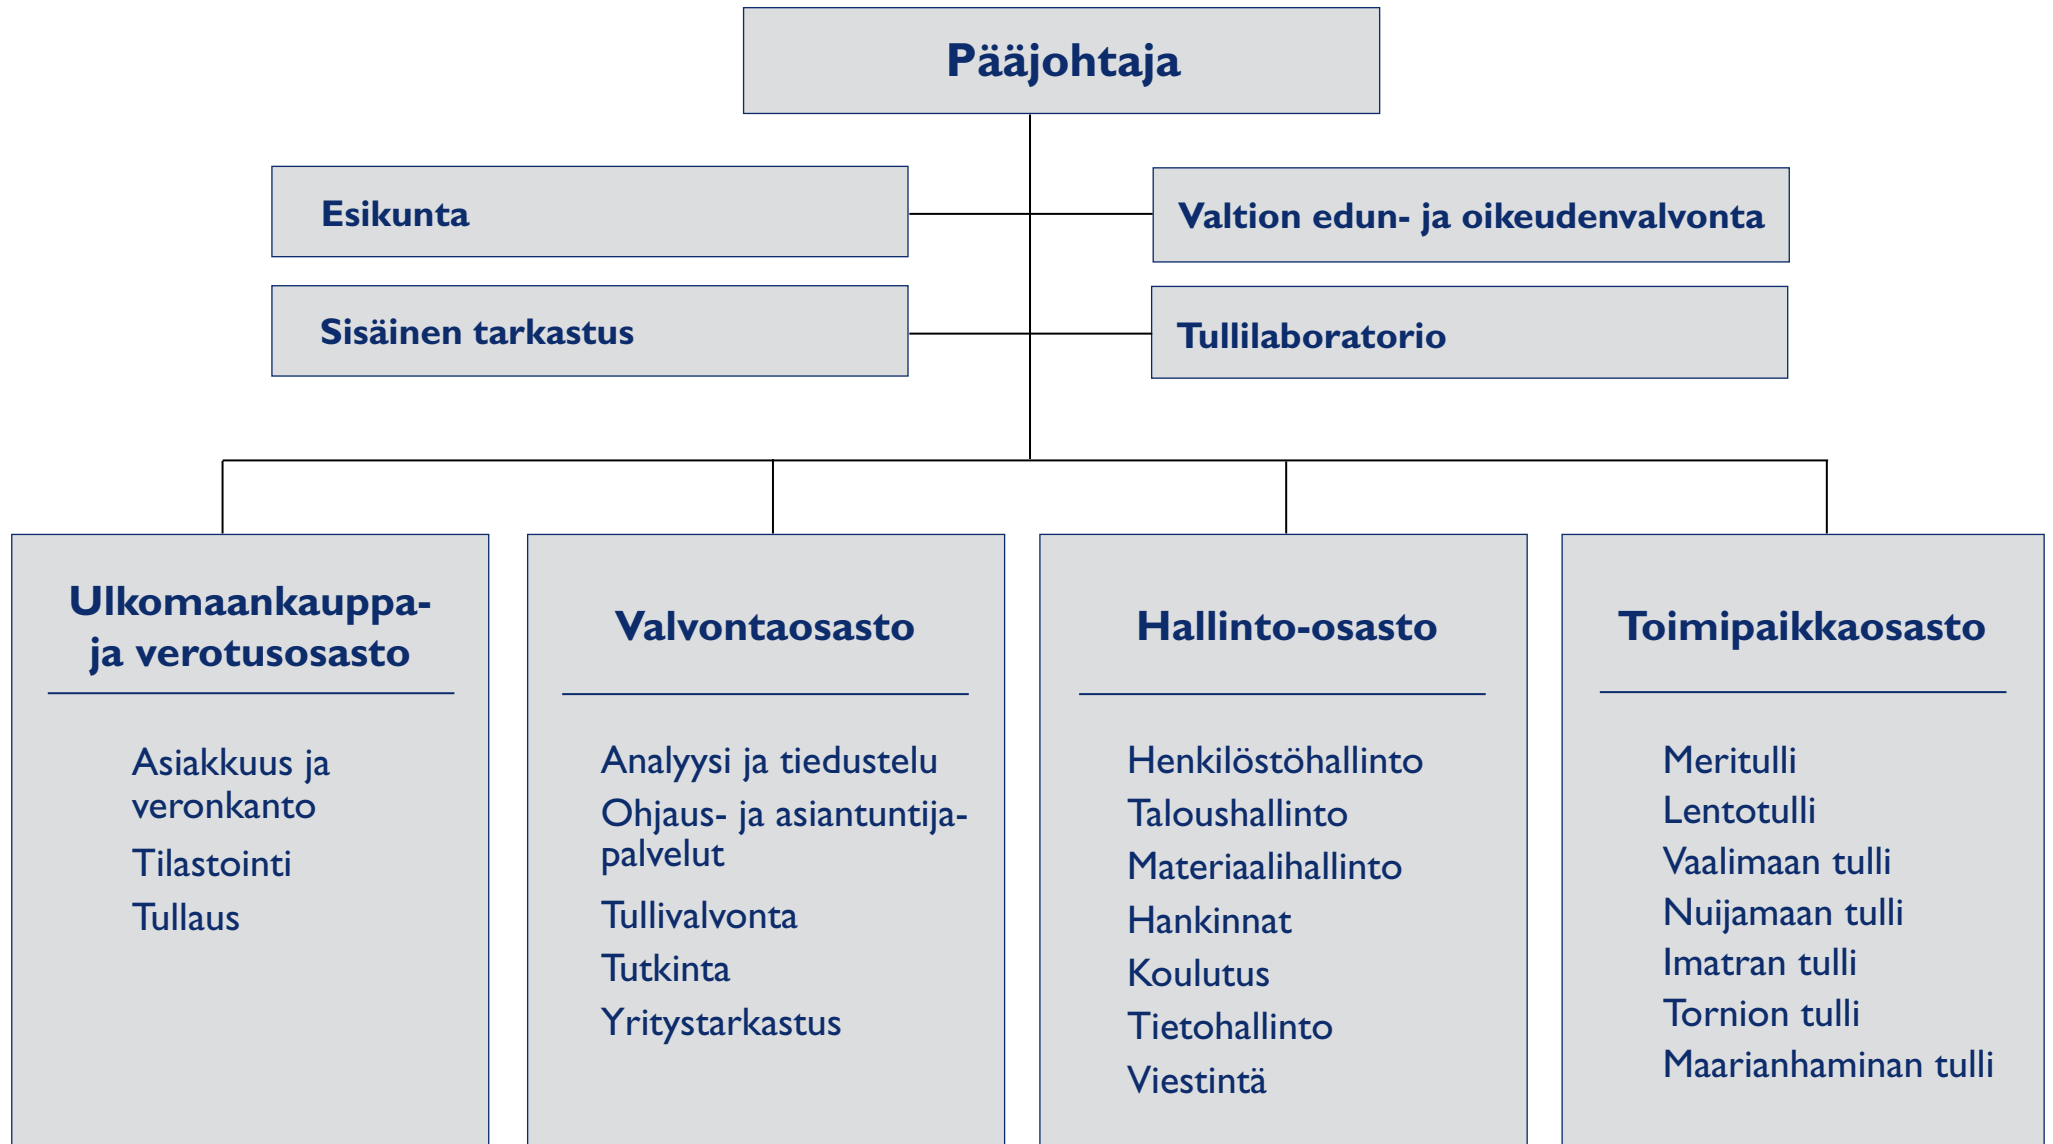 Pääjohtaja
Esikunta
Valtion edun- ja oikeudenvalvonta
Sisäinen tarkastus
Tullilaboratorio
Ulkomaankauppa-
ja verotusosasto
Asiakkuus ja
veronkanto
Tilastointi
Tullaus
Valvontaosasto
Analyysi ja tiedustelu
Ohjaus- ja asiantuntija-
palvelut
Tullivalvonta
Tutkinta
Yritystarkastus
Hallinto-osasto
Henkilöstöhallinto
Taloushallinto
Materiaalihallinto
Hankinnat
Koulutus
Tietohallinto
Viestintä
Toimipaikkaosasto
Meritulli
Lentotulli
Vaalimaan tulli
Nuijamaan tulli
Imatran tulli
Tornion tulli
Maarianhaminan tulli